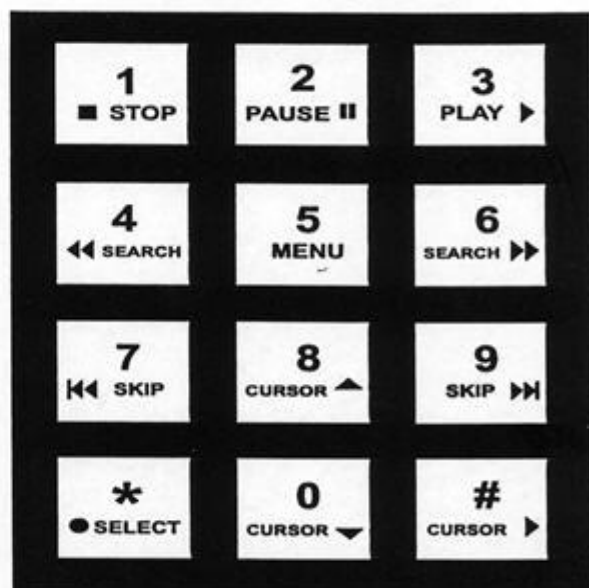 1
■ STOP
2
PAUSE ⏸
3
PLAY ▶
4
◀◀ SEARCH
5
MENU
6
SEARCH ▶▶
7
|◀◀ SKIP
8
CURSOR ▲
9
SKIP ▶▶|
*
● SELECT
0
CURSOR ▼
#
CURSOR ▶